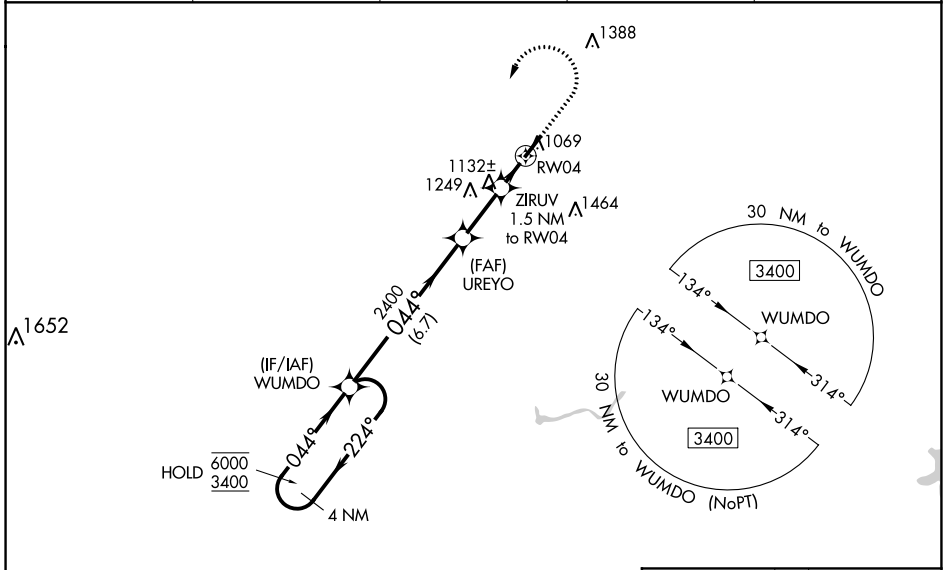 1388
1069
RW04
1132±
1249
ZIRUV
1.5 NM
to RW04
1464
(FAF)
UREYO
2400
044°
(6.7)
1652
(IF/IAF)
WUMDO
044°
224°
HOLD 6000
3400
4 NM
30 NM to WUMDO
3400
134°
WUMDO
314°
134°
WUMDO
314°
3400
30 NM to WUMDO (NoPT)